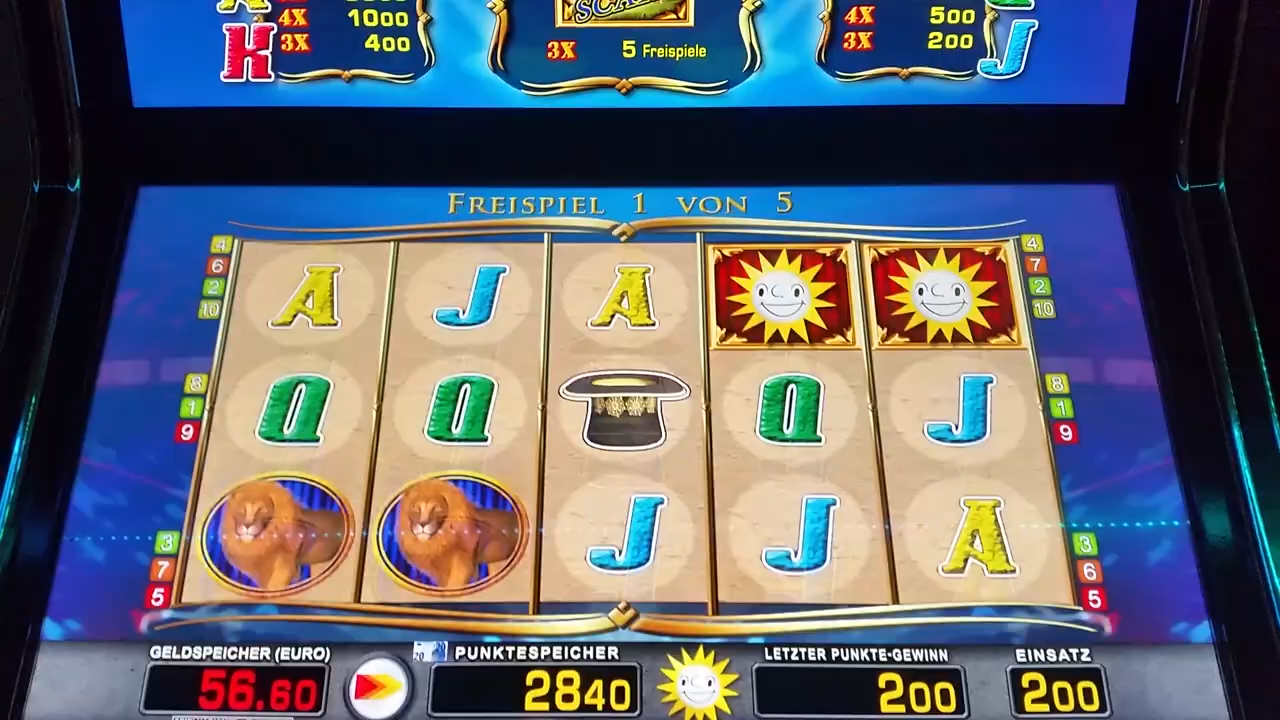 4X 1000
4X 500
K 3X 400
3X 5 Freispiele
3X 200 J
FREISPIEL 1 VON 5
4 4
6 7
2 2
10 10
A J A
8 8
1 1
9 9
Q Q Q J
3 3
7 6
5 5
J J A
GELDSPEICHER (EURO) 20 PUNKTESPEICHER LETZTER PUNKTE-GEWINN EINSATZ
56.60 2840 200 200